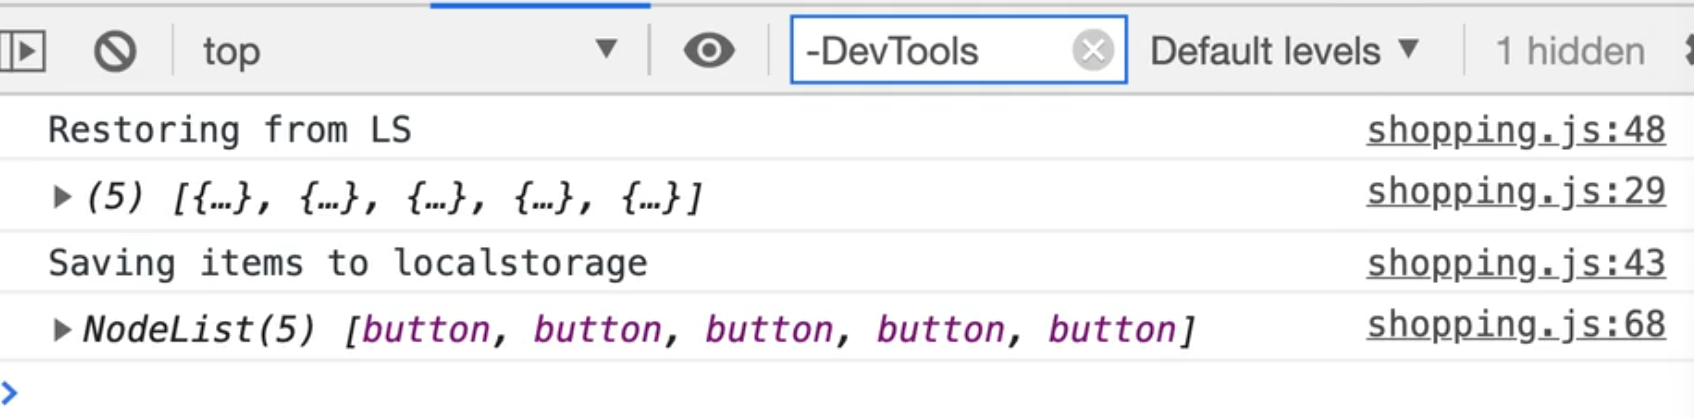 top -DevTools Default levels 1 hidden
Restoring from LS shopping.js:48
(5) [{…}, {…}, {…}, {…}, {…}] shopping.js:29
Saving items to localstorage shopping.js:43
NodeList(5) [button, button, button, button, button] shopping.js:68